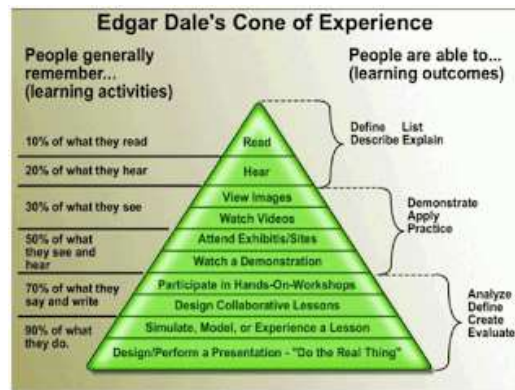 Edgar Dale's Cone of Experience
People generally
remember...
(learning activities)
People are able to...
(learning outcomes)
10% of what they read
20% of what they hear
30% of what they see
50% of what
they see and
hear
70% of what they
say and write
90% of what
they do.
Read
Hear
View Images
Watch Videos
Attend Exhibitis/Sites
Watch a Demonstration
Participate in Hands-On-Workshops
Design Collaborative Lessons
Simulate, Model, or Experience a Lesson
Design/Perform a Presentation - "Do the Real Thing"
Define List
Describe Explain
Demonstrate
Apply
Practice
Analyze
Define
Create
Evaluate